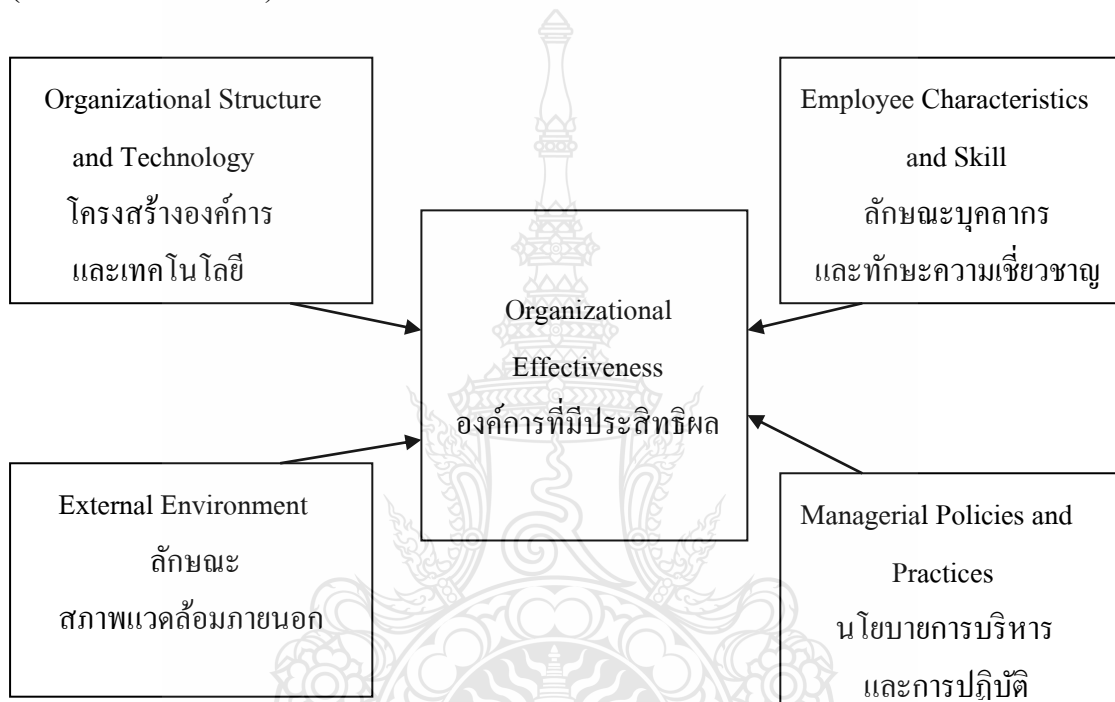 Organizational Structure
and Technology
โครงสร้างองค์การ
และเทคโนโลยี
Employee Characteristics
and Skill
ลักษณะบุคลากร
และทักษะความเชี่ยวชาญ
Organizational
Effectiveness
องค์การที่มีประสิทธิผล
External Environment
ลักษณะ
สภาพแวดล้อมภายนอก
Managerial Policies and
Practices
นโยบายการบริหาร
และการปฏิบัติ